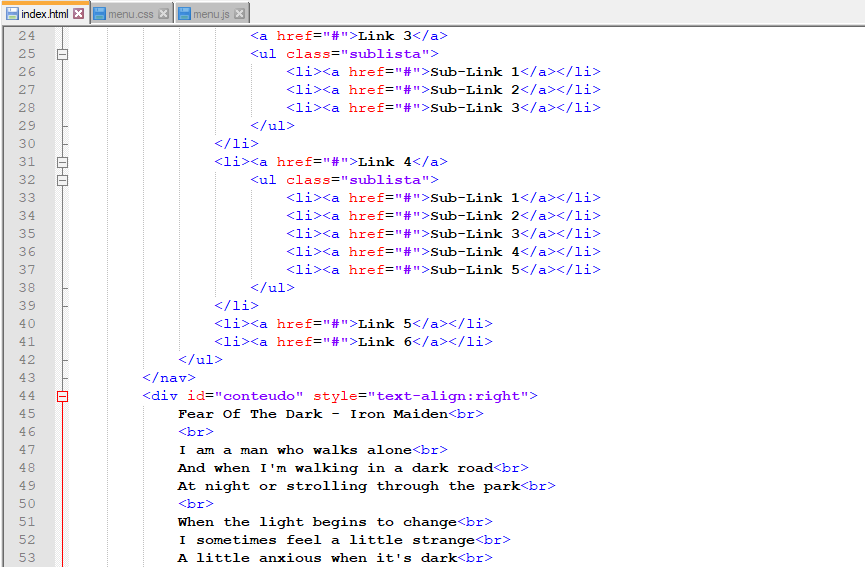 index.html menu.css menu.js
24 <a href="#">Link 3</a>
25 <ul class="sublista">
26 <li><a href="#">Sub-Link 1</a></li>
27 <li><a href="#">Sub-Link 2</a></li>
28 <li><a href="#">Sub-Link 3</a></li>
29 </ul>
30 </li>
31 <li><a href="#">Link 4</a>
32 <ul class="sublista">
33 <li><a href="#">Sub-Link 1</a></li>
34 <li><a href="#">Sub-Link 2</a></li>
35 <li><a href="#">Sub-Link 3</a></li>
36 <li><a href="#">Sub-Link 4</a></li>
37 <li><a href="#">Sub-Link 5</a></li>
38 </ul>
39 </li>
40 <li><a href="#">Link 5</a></li>
41 <li><a href="#">Link 6</a></li>
42 </ul>
43 </nav>
44 <div id="conteudo" style="text-align:right">
45 Fear Of The Dark - Iron Maiden<br>
46 <br>
47 I am a man who walks alone<br>
48 And when I'm walking in a dark road<br>
49 At night or strolling through the park<br>
50 <br>
51 When the light begins to change<br>
52 I sometimes feel a little strange<br>
53 A little anxious when it's dark<br>